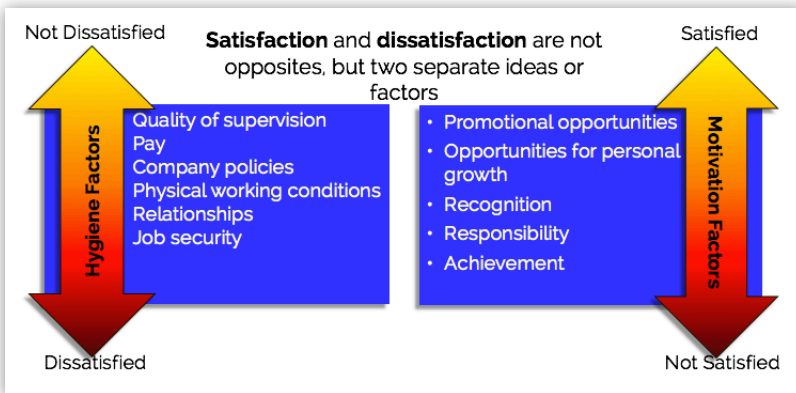 Not Dissatisfied
Satisfaction and dissatisfaction are not
opposites, but two separate ideas or
factors
Satisfied
Hygiene Factors
Quality of supervision
Pay
Company policies
Physical working conditions
Relationships
Job security
• Promotional opportunities
• Opportunities for personal
growth
• Recognition
• Responsibility
• Achievement
Motivation Factors
Dissatisfied
Not Satisfied